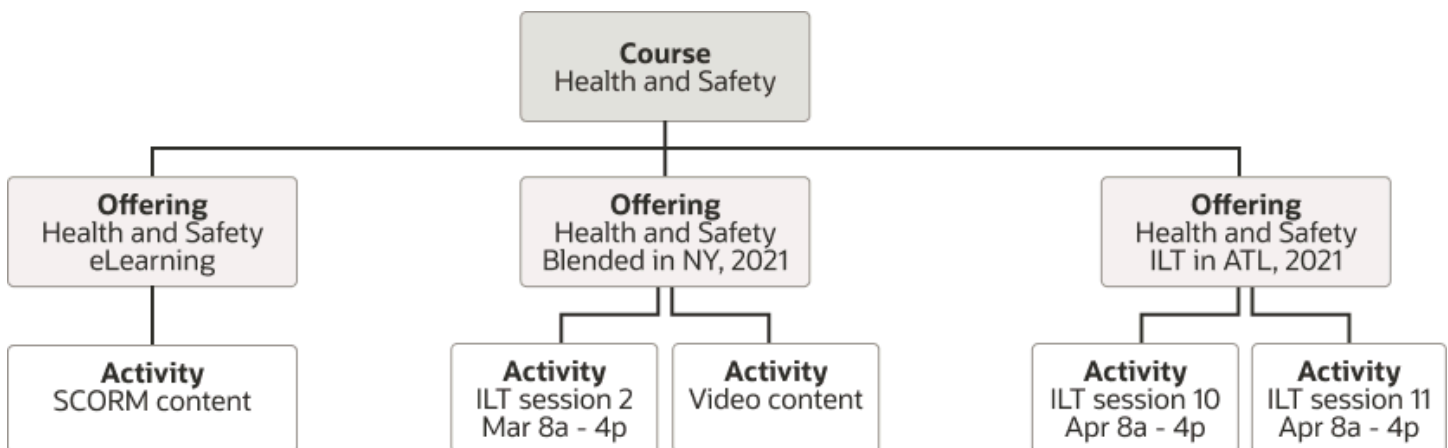 Course
Health and Safety
Offering
Health and Safety
eLearning
Offering
Health and Safety
Blended in NY, 2021
Offering
Health and Safety
ILT in ATL, 2021
Activity
SCORM content
Activity
ILT session 2
Mar 8a - 4p
Activity
Video content
Activity
ILT session 10
Apr 8a - 4p
Activity
ILT session 11
Apr 8a - 4p